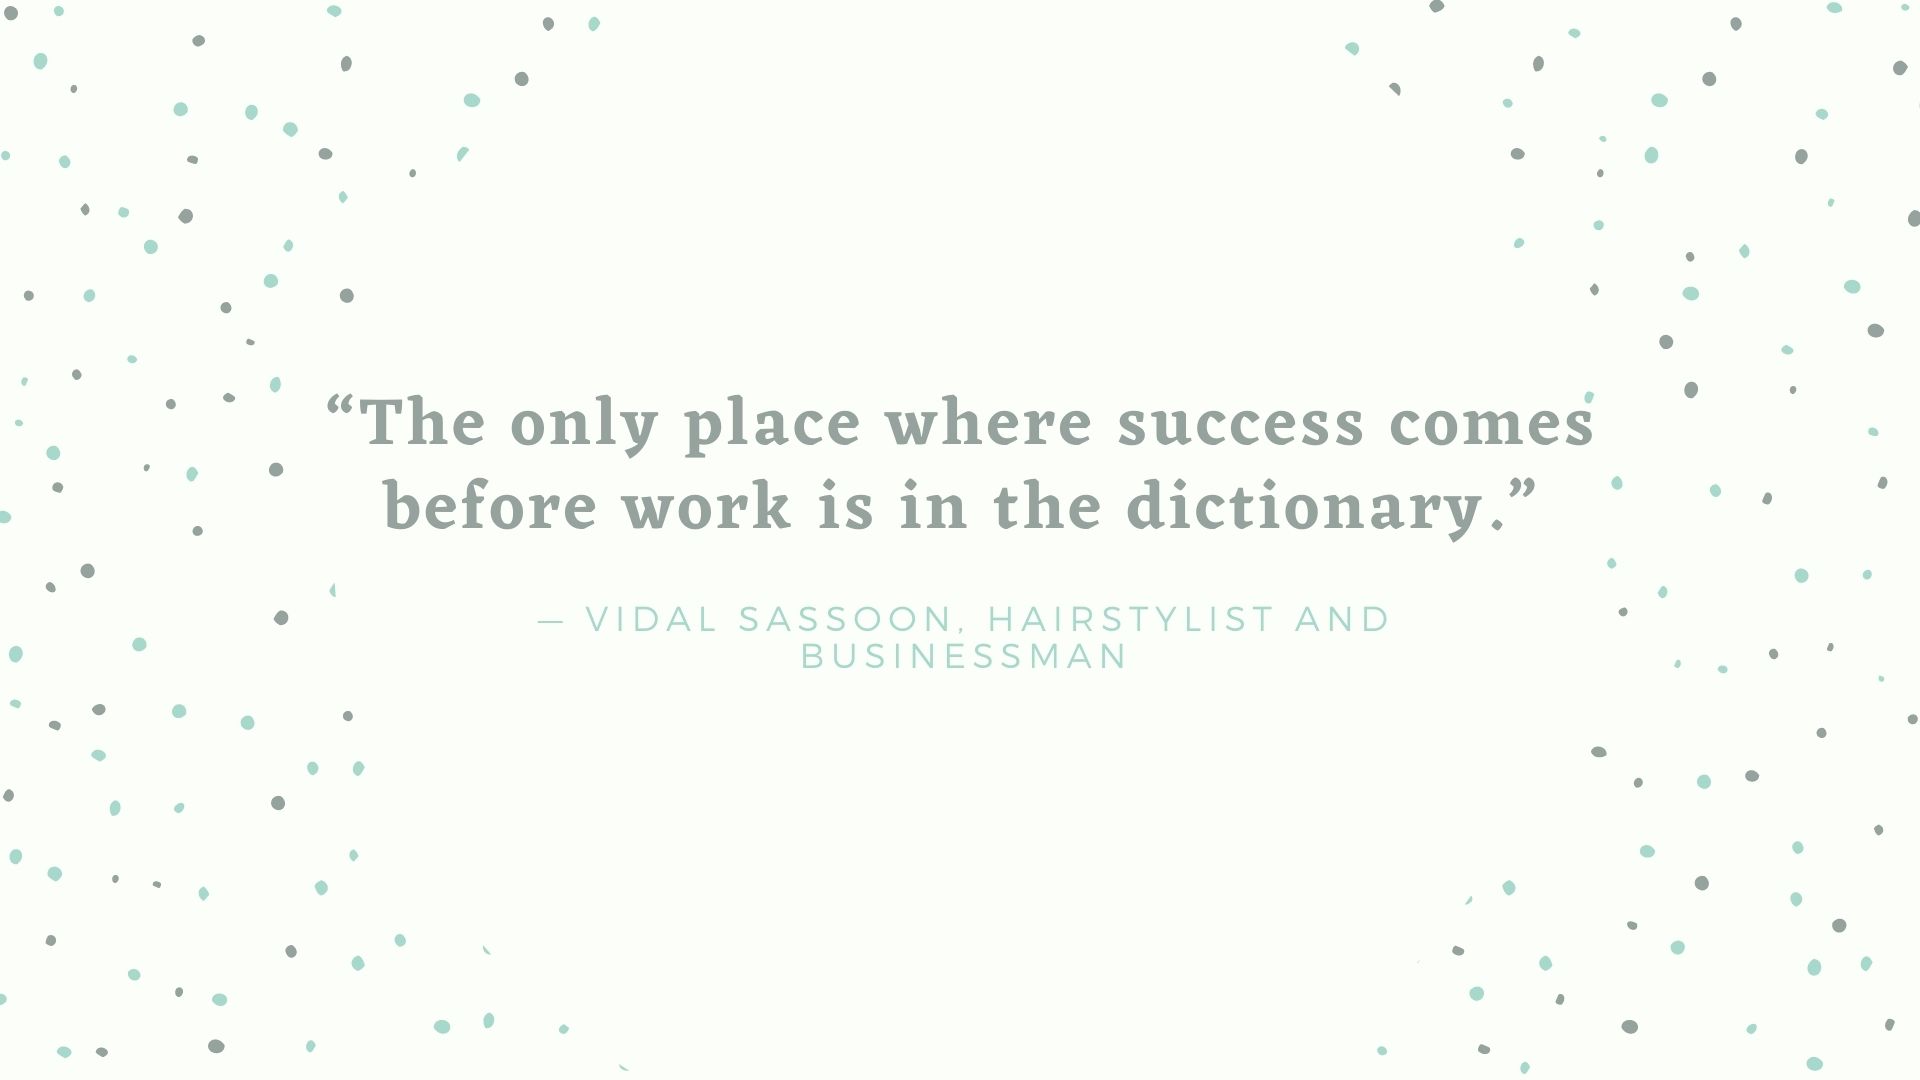 “The only place where success comes
before work is in the dictionary.”
— VIDAL SASSOON, HAIRSTYLIST AND
BUSINESSMAN